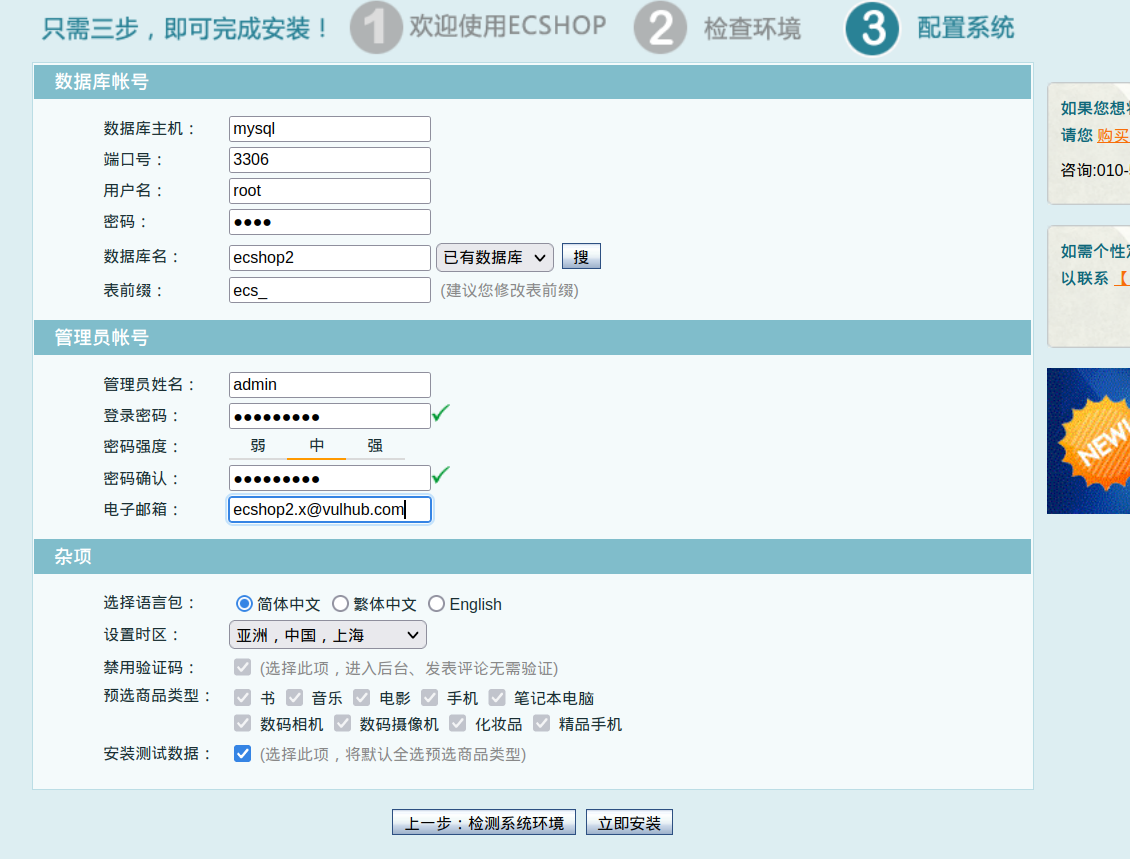 只需三步，即可完成安装！ 1 欢迎使用ECSHOP 2 检查环境 3 配置系统
数据库帐号
数据库主机： mysql
端口号： 3306
用户名： root
密码： ●●●●
数据库名： ecshop2 已有数据库 搜
表前缀： ecs_ (建议您修改表前缀)
管理员帐号
管理员姓名： admin
登录密码： ●●●●●●●●●
密码强度： 弱 中 强
密码确认： ●●●●●●●●●
电子邮箱： ecshop2.x@vulhub.com
杂项
选择语言包： 简体中文 繁体中文 English
设置时区： 亚洲，中国，上海
禁用验证码： (选择此项，进入后台、发表评论无需验证)
预选商品类型： 书 音乐 电影 手机 笔记本电脑
数码相机 数码摄像机 化妆品 精品手机
安装测试数据： (选择此项，将默认全选预选商品类型)
上一步：检测系统环境 立即安装
如果您想
请您 购买
咨询:010-
如需个性
以联系 【
NEW!